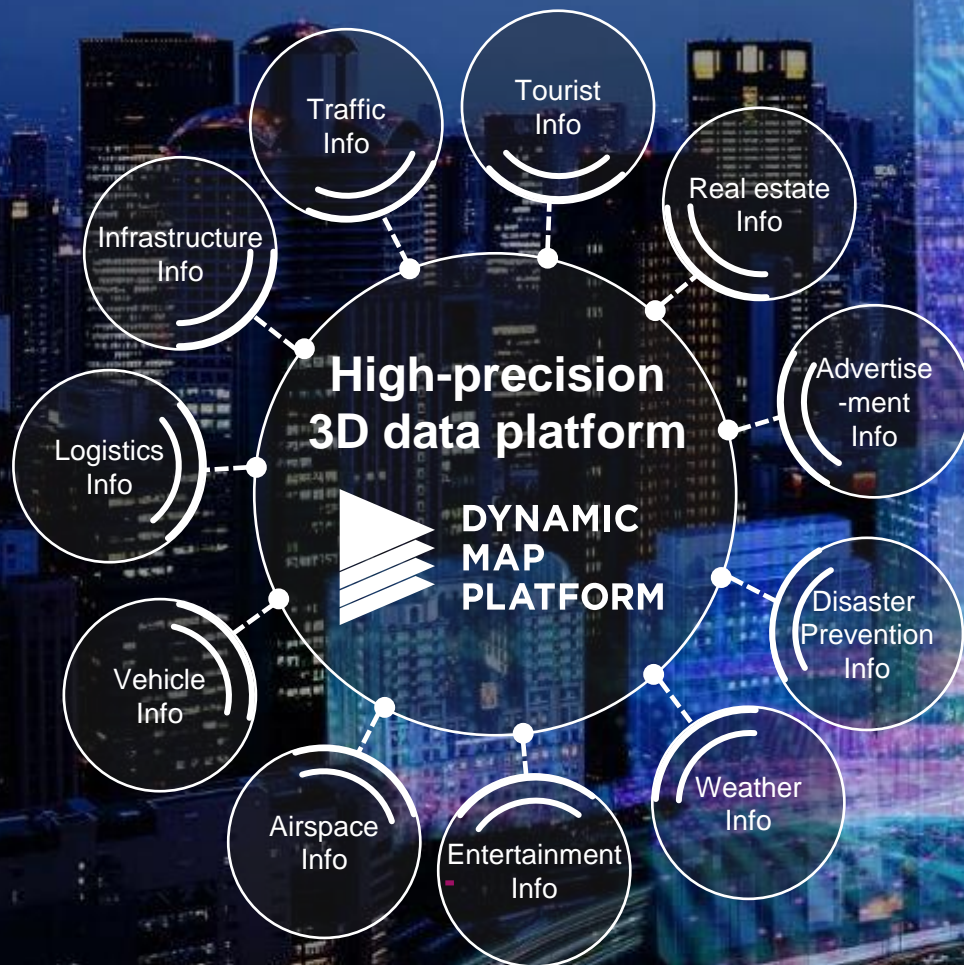 Traffic
Info
Tourist
Info
Real estate
Info
Infrastructure
Info
Advertise
-ment
Info
High-precision
3D data platform
Logistics
Info
DYNAMIC
MAP
PLATFORM
Disaster
Prevention
Info
Vehicle
Info
Weather
Info
Airspace
Info
Entertainment
Info